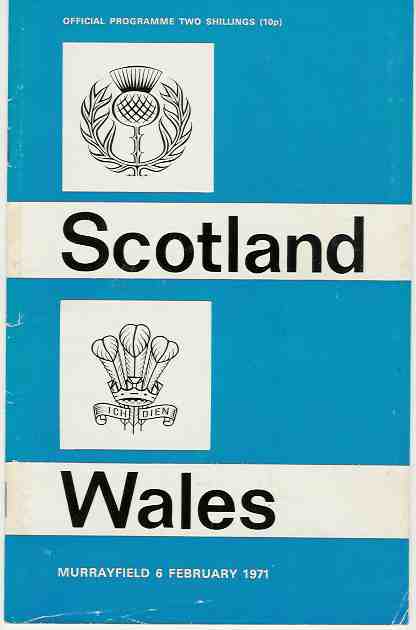 OFFICIAL PROGRAMME TWO SHILLINGS (10p)
Scotland
ICH DIEN
Wales
MURRAYFIELD 6 FEBRUARY 1971